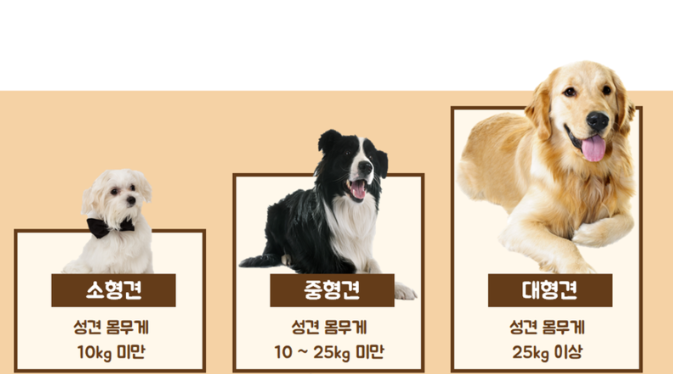 소형견
성견 몸무게
10kg 미만
중형견
성견 몸무게
10 ~ 25kg 미만
대형견
성견 몸무게
25kg 이상